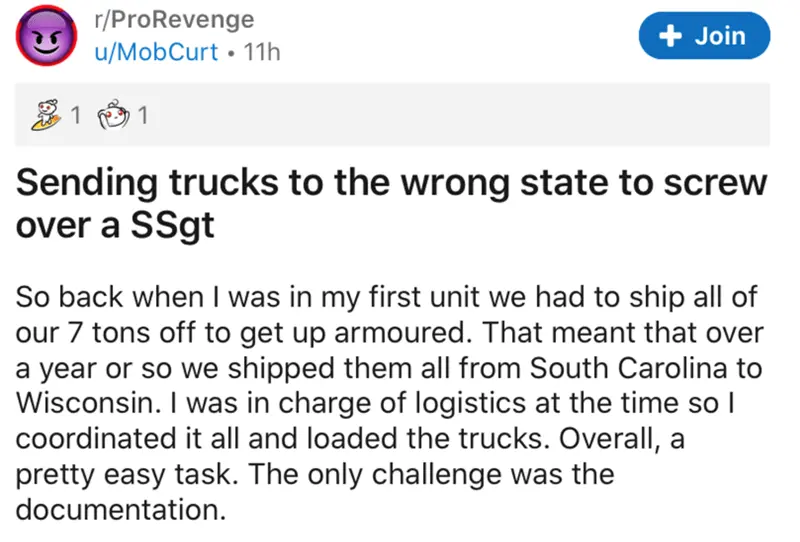 r/ProRevenge
u/MobCurt • 11h
+ Join
1 1
Sending trucks to the wrong state to screw
over a SSgt
So back when I was in my first unit we had to ship all of
our 7 tons off to get up armoured. That meant that over
a year or so we shipped them all from South Carolina to
Wisconsin. I was in charge of logistics at the time so I
coordinated it all and loaded the trucks. Overall, a
pretty easy task. The only challenge was the
documentation.